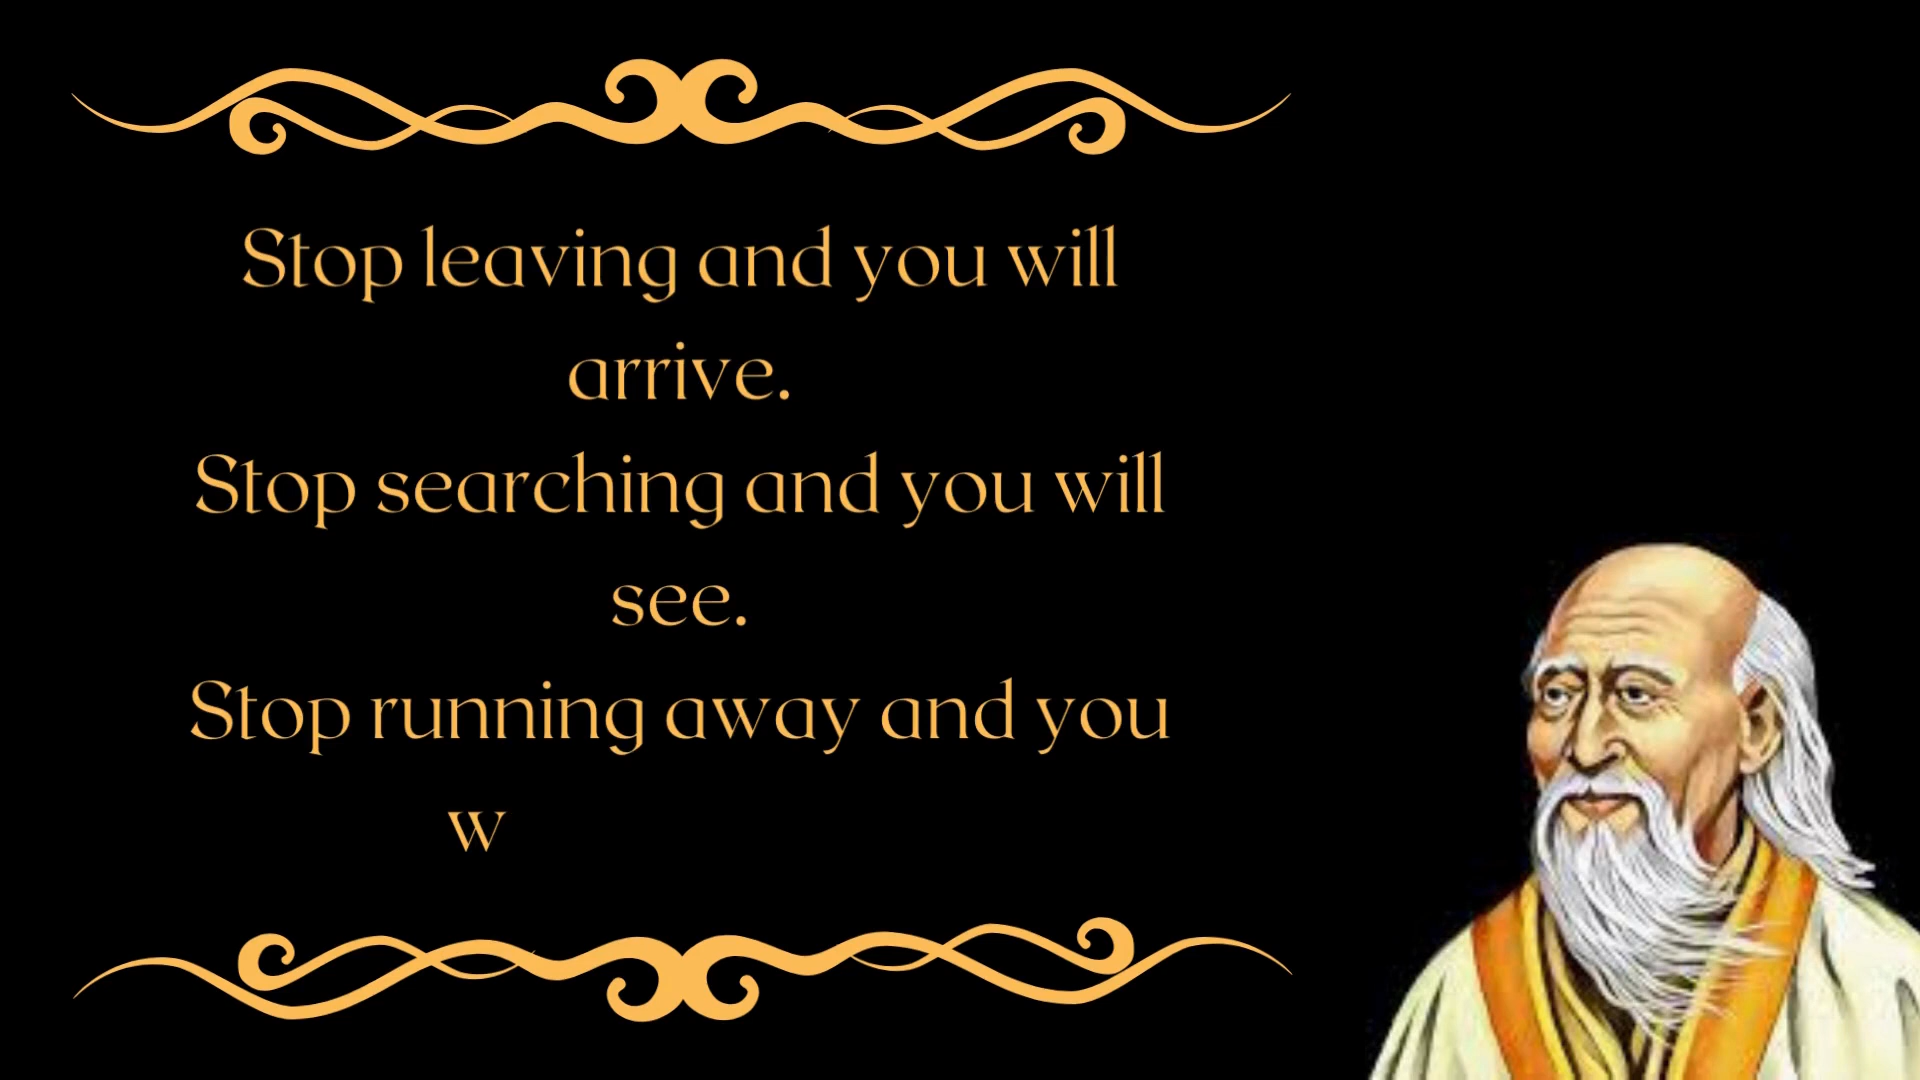 Stop leaving and you will
arrive.
Stop searching and you will
see.
Stop running away and you
w